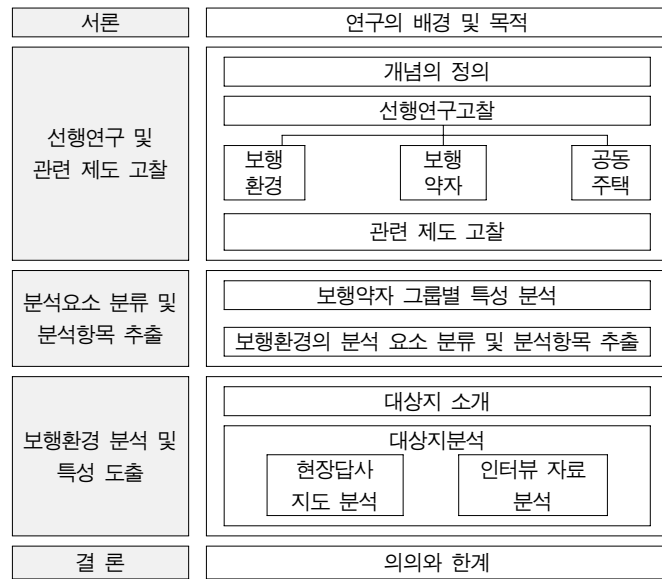 서론
연구의 배경 및 목적
선행연구 및
관련 제도 고찰
개념의 정의
선행연구고찰
보행
환경
보행
약자
공동
주택
관련 제도 고찰
분석요소 분류 및
분석항목 추출
보행약자 그룹별 특성 분석
보행환경의 분석 요소 분류 및 분석항목 추출
보행환경 분석 및
특성 도출
대상지 소개
대상지분석
현장답사
지도 분석
인터뷰 자료
분석
결 론
의의와 한계